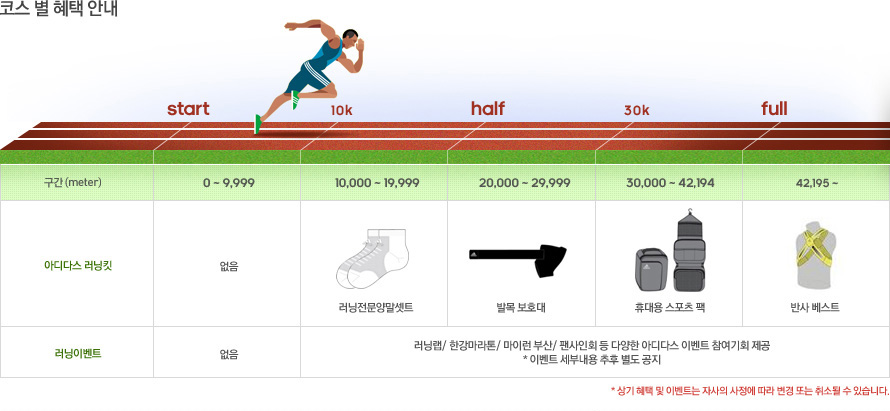 코스 별 혜택 안내
start 10k half 30k full
구간 (meter) 0 ~ 9,999 10,000 ~ 19,999 20,000 ~ 29,999 30,000 ~ 42,194 42,195 ~
아디다스 러닝킷 없음
러닝전문양말셋트 발목 보호대 휴대용 스포츠 팩 반사 베스트
러닝이벤트 없음
러닝랩/ 한강마라톤/ 마이런 부산/ 팬사인회 등 다양한 아디다스 이벤트 참여기회 제공
* 이벤트 세부내용 추후 별도 공지
* 상기 혜택 및 이벤트는 자사의 사정에 따라 변경 또는 취소될 수 있습니다.